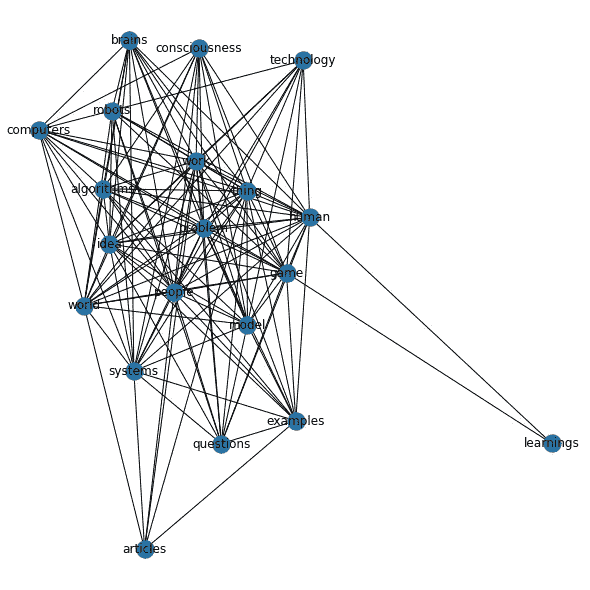 brains
consciousness
technology
robots
computers
work
algorithms
thing
human
problem
idea
game
people
world
model
systems
examples
questions
learnings
articles